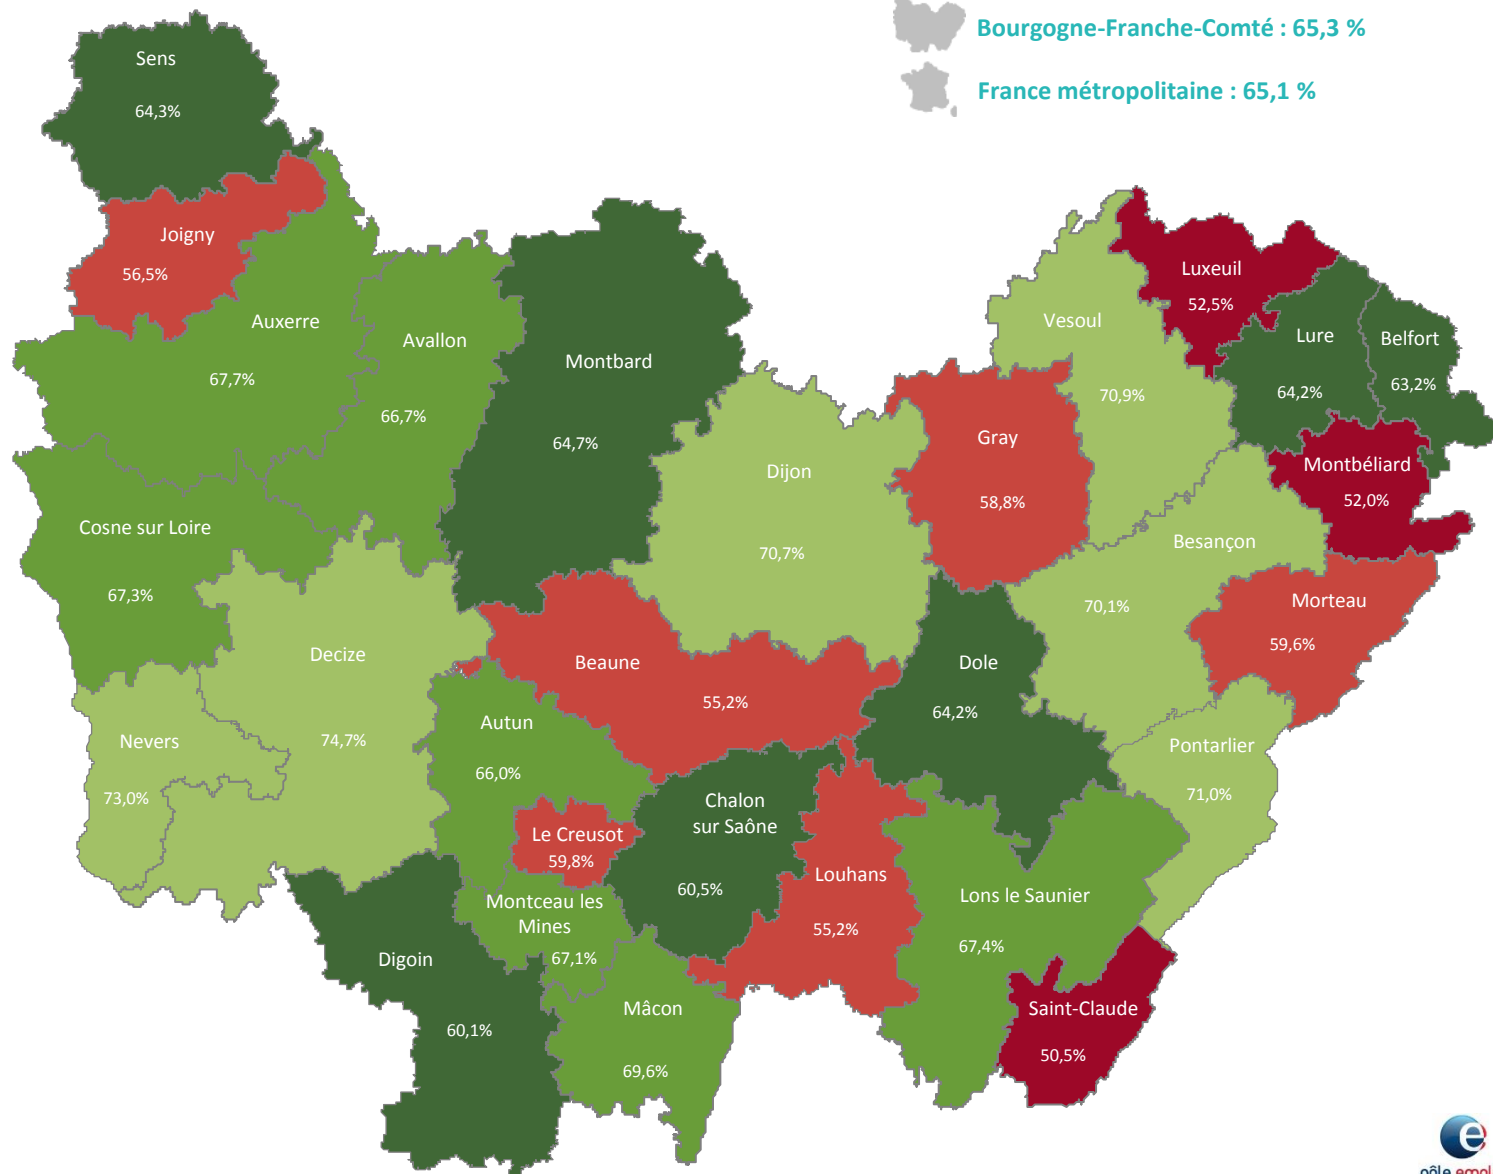 Bourgogne-Franche-Comté : 65,3 %
France métropolitaine : 65,1 %
Sens
64,3%
Joigny
56,5%
Auxerre
67,7%
Avallon
66,7%
Montbard
64,7%
Luxeuil
52,5%
Vesoul
70,9%
Lure
64,2%
Belfort
63,2%
Montbéliard
52,0%
Gray
58,8%
Dijon
70,7%
Cosne sur Loire
67,3%
Besançon
70,1%
Morteau
59,6%
Decize
74,7%
Beaune
55,2%
Dole
64,2%
Nevers
73,0%
Autun
66,0%
Pontarlier
71,0%
Chalon
sur Saône
60,5%
Le Creusot
59,8%
Louhans
55,2%
Lons le Saunier
67,4%
Montceau les
Mines
67,1%
Digoin
60,1%
Mâcon
69,6%
Saint-Claude
50,5%
e